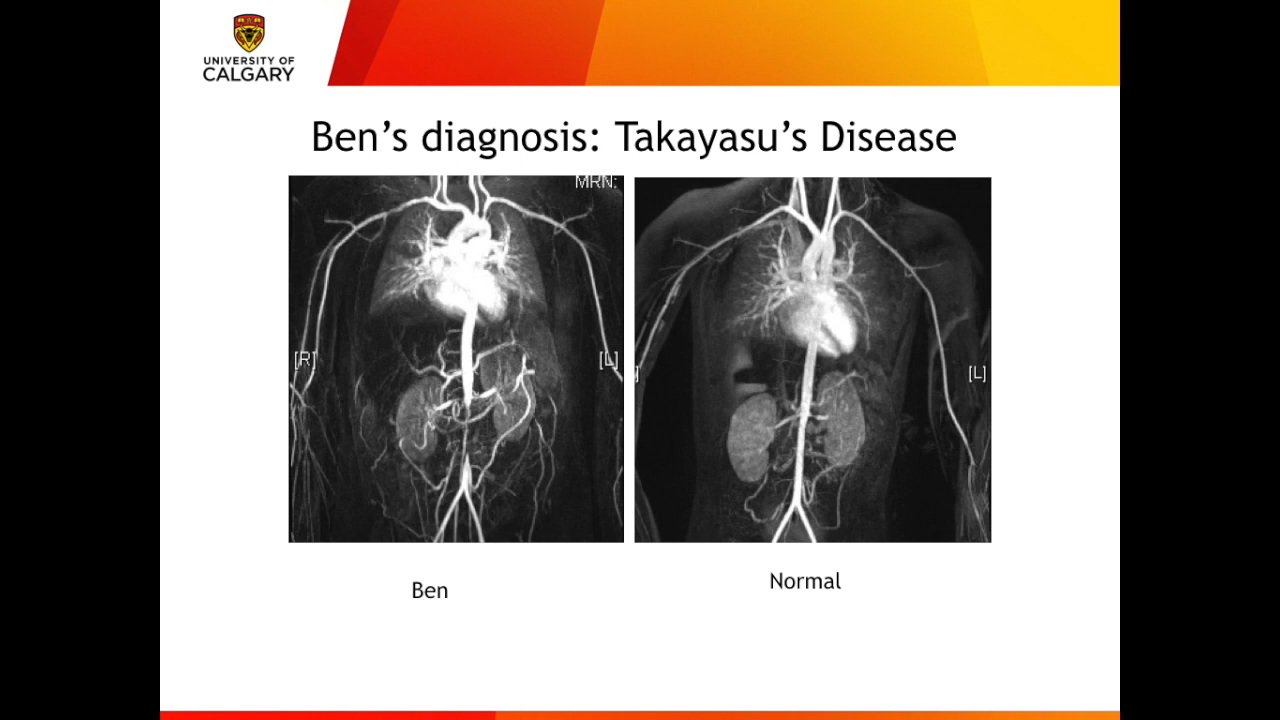 UNIVERSITY OF
CALGARY
Ben’s diagnosis: Takayasu’s Disease
MRN:
[R]
[L]
]
[L]
Ben
Normal